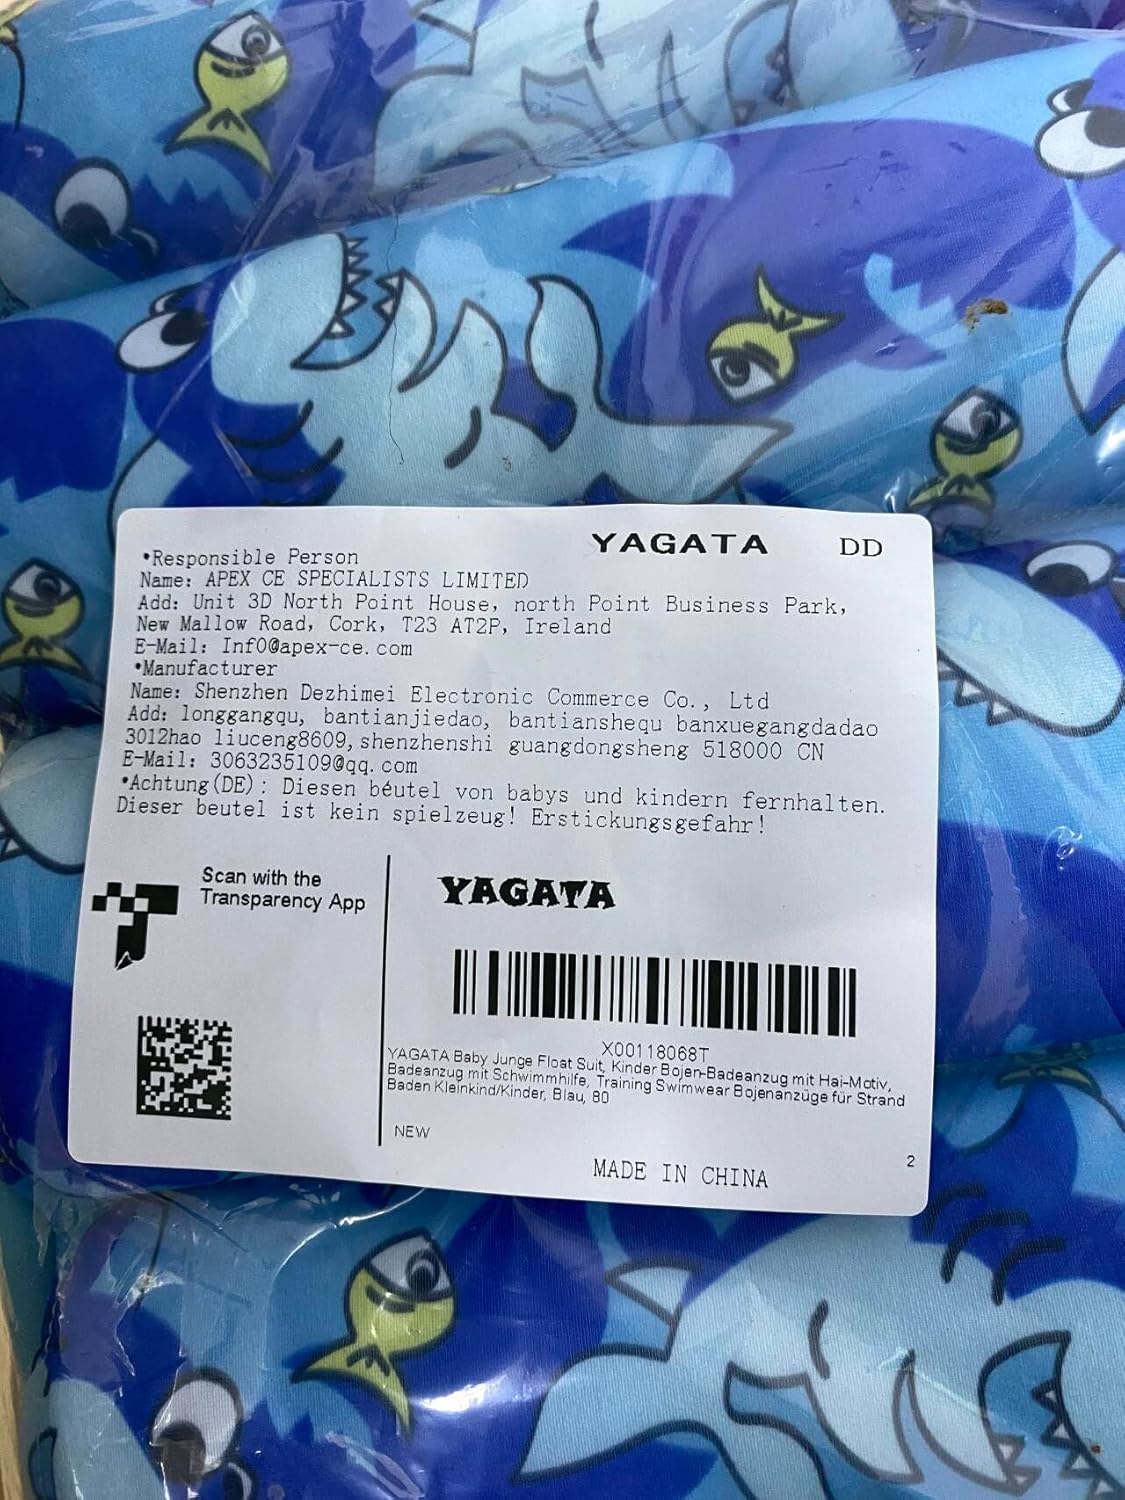 YAGATA DD
•Responsible Person
Name: APEX CE SPECIALISTS LIMITED
Add: Unit 3D North Point House, north Point Business Park,
New Mallow Road, Cork, T23 AT2P, Ireland
E-Mail: Inf0@apex-ce.com
•Manufacturer
Name: Shenzhen Dezhimei Electronic Commerce Co., Ltd
Add: longgangqu, bantianjiedao, bantianshequ banxuegangdadao
3012hao liuceng8609, shenzhenshi guangdongsheng 518000 CN
E-Mail: 3063235109@qq.com
•Achtung(DE): Diesen béutel von babys und kindern fernhalten.
Dieser beutel ist kein spielzeug! Erstickungsgefahr!
Scan with the
Transparency App
YAGATA
X00118068T
YAGATA Baby Junge Float Suit, Kinder Bojen-Badeanzug mit Hai-Motiv,
Badeanzug mit Schwimmhilfe, Training Swimwear Bojenanzüge für Strand
Baden Kleinkind/Kinder, Blau, 80
NEW
2
MADE IN CHINA